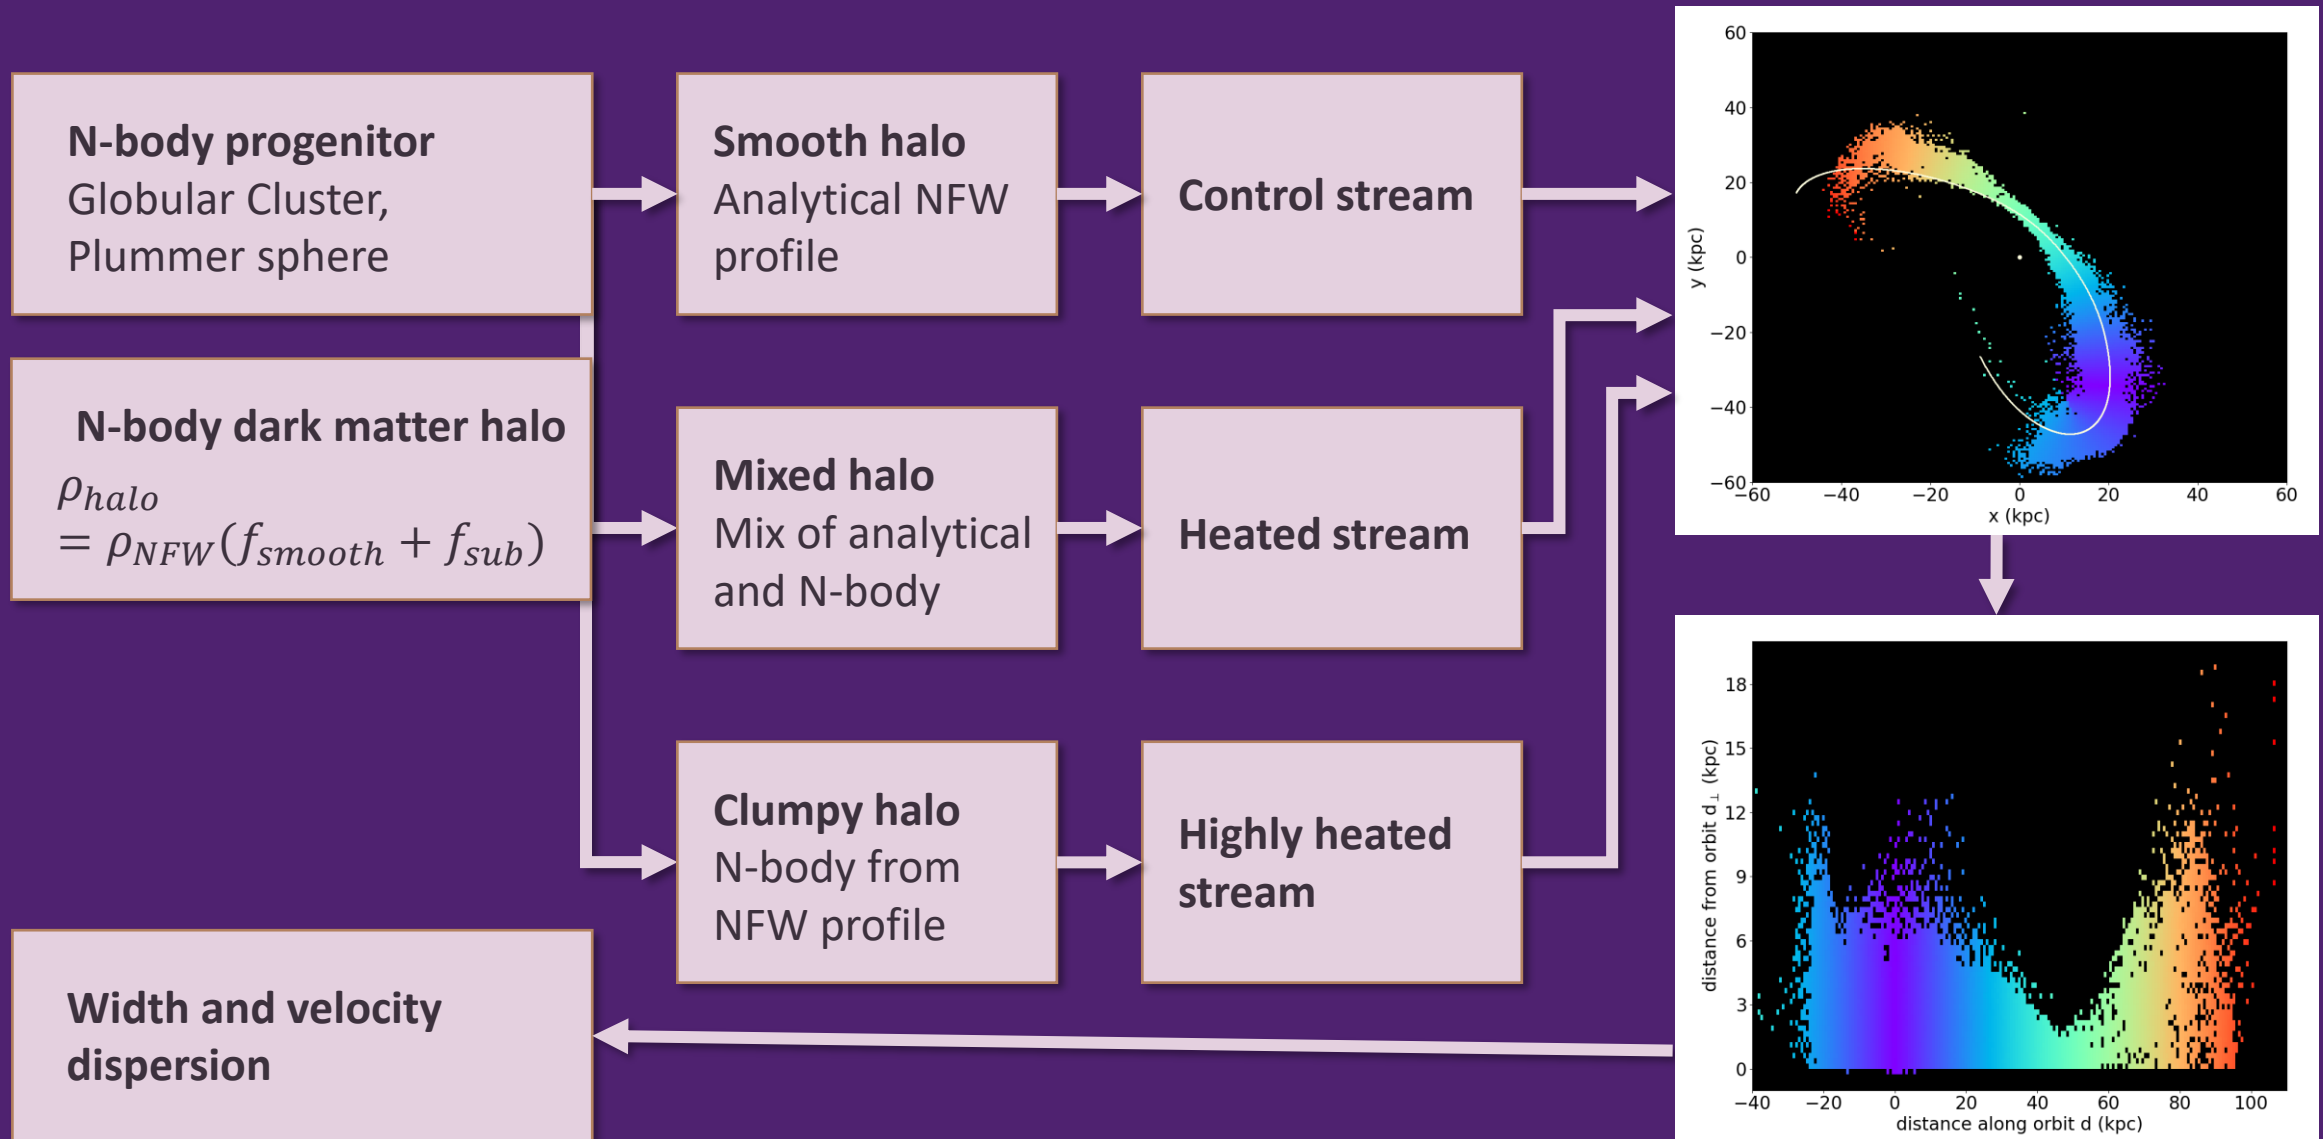 N-body progenitor
Globular Cluster,
Plummer sphere
Smooth halo
Analytical NFW
profile
Control stream
N-body dark matter halo
ρ_halo
= ρ_NFW(f_smooth + f_sub)
Mixed halo
Mix of analytical
and N-body
Heated stream
Clumpy halo
N-body from
NFW profile
Highly heated
stream
Width and velocity
dispersion
60
40
20
0
−20
−40
−60
y (kpc)
−60 −40 −20 0 20 40 60
x (kpc)
18
15
12
9
6
3
0
distance from orbit d⊥ (kpc)
−40 −20 0 20 40 60 80 100
distance along orbit d (kpc)